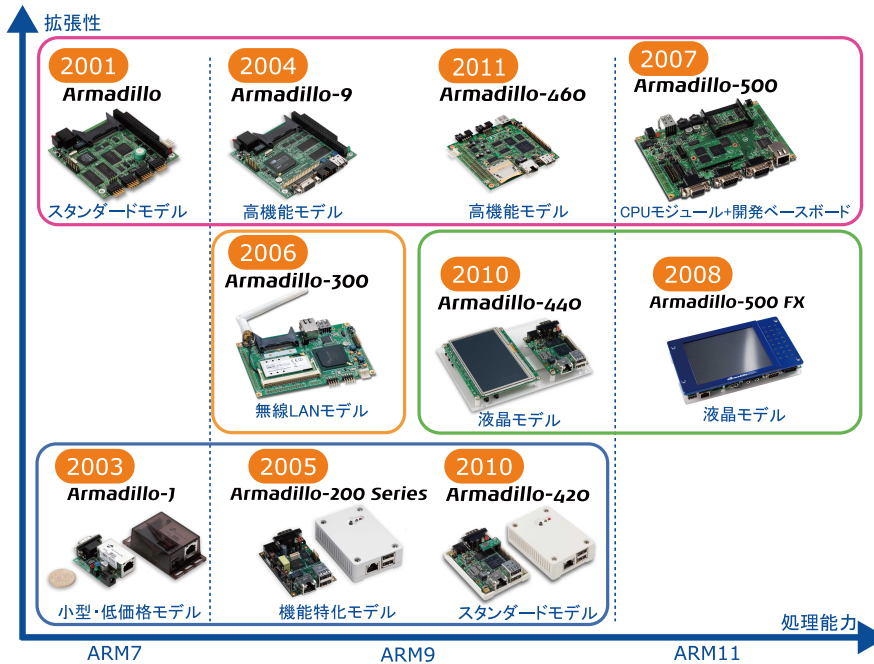 拡張性
2001
Armadillo
スタンダードモデル
2004
Armadillo-9
高機能モデル
2011
Armadillo-460
高機能モデル
2007
Armadillo-500
CPUモジュール+開発ベースボード
2006
Armadillo-300
無線LANモデル
2010
Armadillo-440
液晶モデル
2008
Armadillo-500 FX
液晶モデル
2003
Armadillo-J
小型・低価格モデル
2005
Armadillo-200 Series
機能特化モデル
2010
Armadillo-420
スタンダードモデル
処理能力
ARM7
ARM9
ARM11